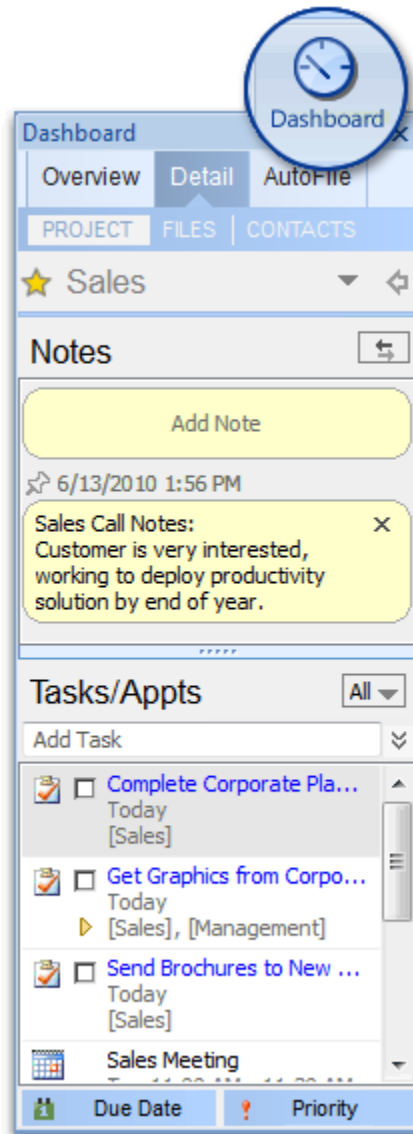 Dashboard
Dashboard
Overview Detail AutoFile
PROJECT FILES CONTACTS
Sales
Notes
Add Note
6/13/2010 1:56 PM
Sales Call Notes:
Customer is very interested,
working to deploy productivity
solution by end of year.
Tasks/Appts All
Add Task
Complete Corporate Pla...
Today
[Sales]
Get Graphics from Corpo...
Today
[Sales], [Management]
Send Brochures to New ...
Today
[Sales]
Sales Meeting
Due Date Priority